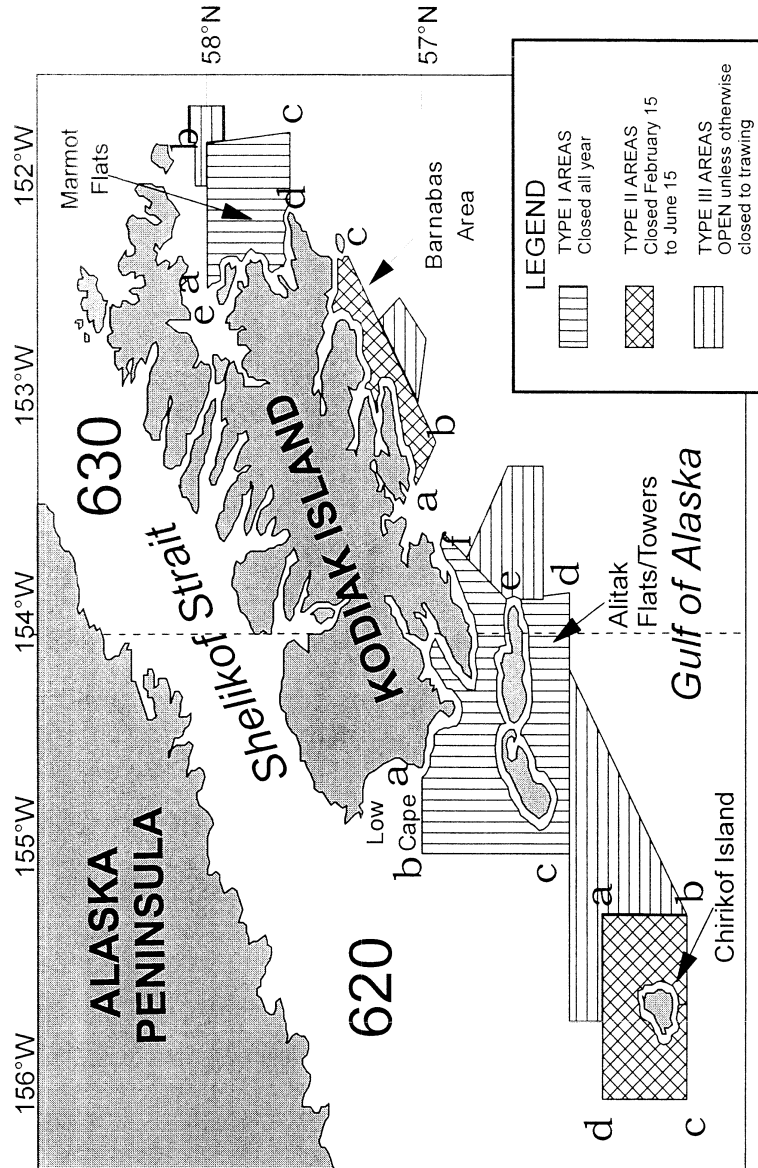 156°W
155°W
154°W
153°W
152°W
58°N
57°N
ALASKA
PENINSULA
630
620
Shelikof Strait
KODIAK ISLAND
Marmot
Flats
a
b
c
d
e
Barnabas
Area
a
b
c
Low
Cape
a
b
c
d
e
f
Alitak
Flats/Towers
Gulf of Alaska
a
b
c
d
Chirikof Island
LEGEND
TYPE I AREAS
Closed all year
TYPE II AREAS
Closed February 15
to June 15
TYPE III AREAS
OPEN unless otherwise
closed to trawing